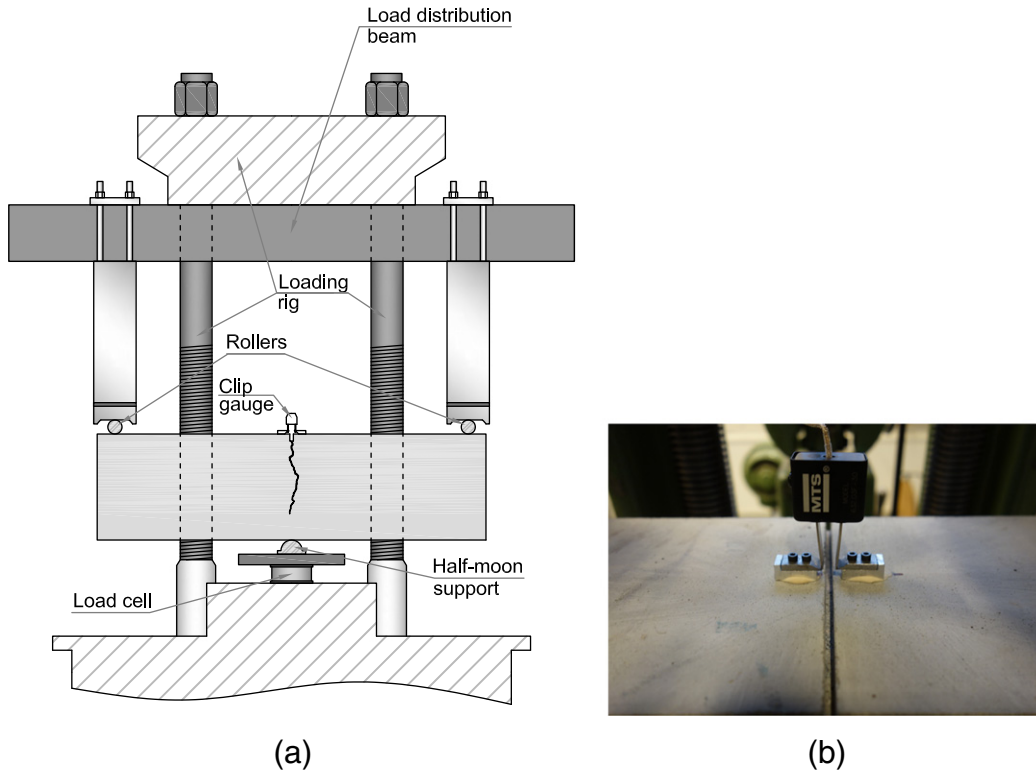 Load distribution
beam
Loading
rig
Rollers
Clip
gauge
Half-moon
support
Load cell
MTS
(a)
(b)